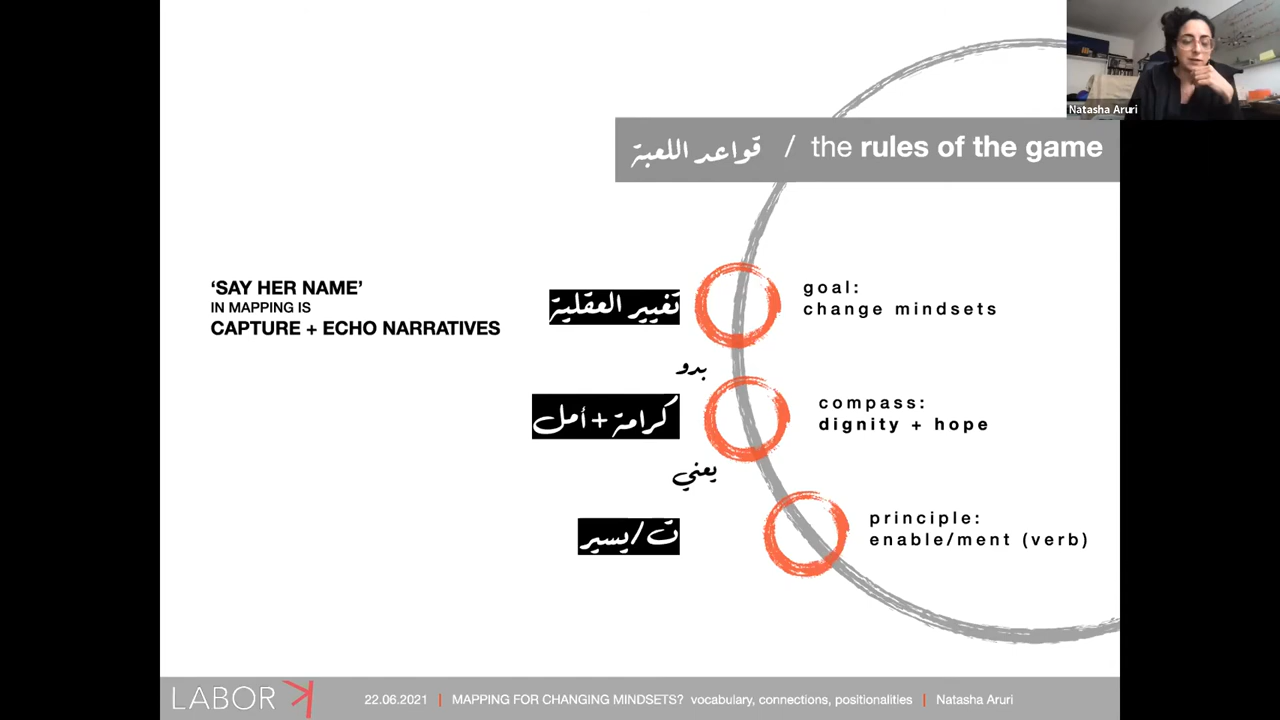 Natasha Aruri
قواعد اللعبة / the rules of the game
‘SAY HER NAME’
IN MAPPING IS
CAPTURE + ECHO NARRATIVES
تغيير العقلية
goal:
change mindsets
بدو
كرامة + أمل
compass:
dignity + hope
يعني
ت/يسير
principle:
enable/ment (verb)
LABOR K
22.06.2021 | MAPPING FOR CHANGING MINDSETS? vocabulary, connections, positionalities | Natasha Aruri